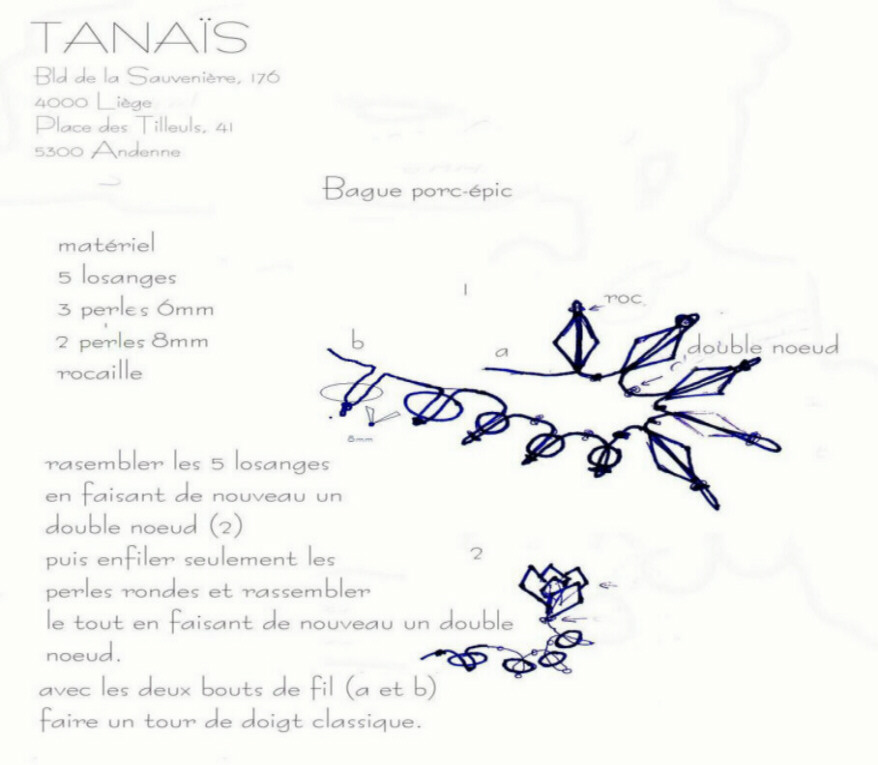 TANAÏS
Bld de la Sauvenière, 176
4000 Liège
Place des Tilleuls, 41
5300 Andenne
Bague porc-épic
matériel
5 losanges
3 perles 6mm
2 perles 8mm
rocaille
1
roc
a
double noeud
b
8mm
rasembler les 5 losanges
en faisant de nouveau un
double noeud (2)
puis enfiler seulement les
perles rondes et rassembler
le tout en faisant de nouveau un double
noeud.
avec les deux bouts de fil (a et b)
faire un tour de doigt classique.
2